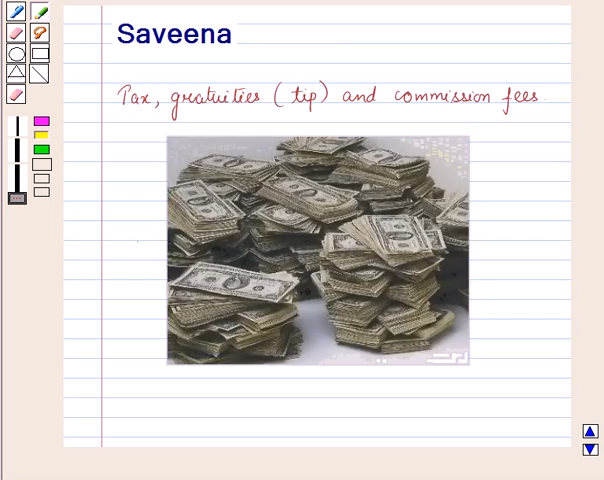 Saveena
Tax, gratuities (tip) and commission fees.